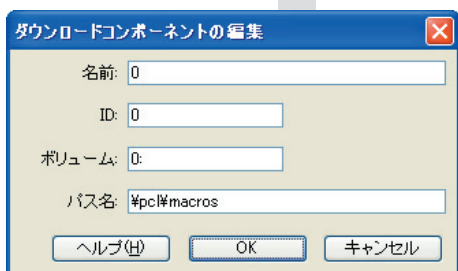 ダウンロードコンポーネントの編集
名前: 0
ID: 0
ボリューム: 0:
パス名: ¥pcl¥macros
ヘルプ(H) OK キャンセル